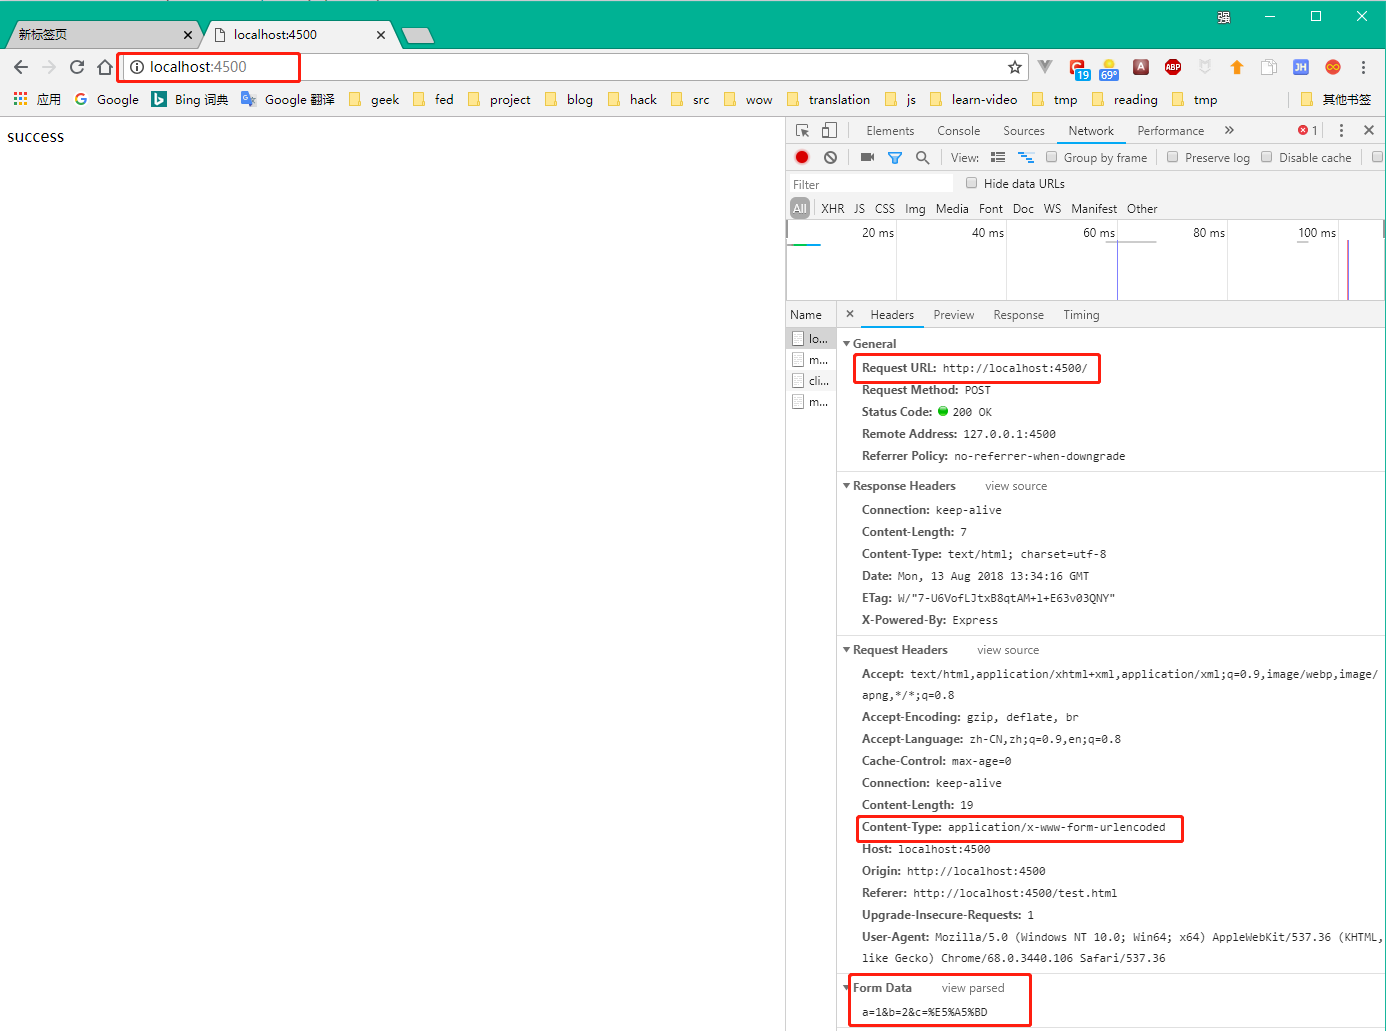 新标签页
localhost:4500
强
localhost:4500
19
69°
A
ABP
JH
应用
Google
Bing 词典
Google 翻译
geek
fed
project
blog
hack
src
wow
translation
js
learn-video
tmp
reading
tmp
其他书签
success
Elements Console Sources Network Performance » 1
View: Group by frame Preserve log Disable cache
Filter Hide data URLs
All XHR JS CSS Img Media Font Doc WS Manifest Other
20 ms 40 ms 60 ms 80 ms 100 ms
Name
lo...
m...
cli...
m...
Headers Preview Response Timing
General
Request URL: http://localhost:4500/
Request Method: POST
Status Code: 200 OK
Remote Address: 127.0.0.1:4500
Referrer Policy: no-referrer-when-downgrade
Response Headers view source
Connection: keep-alive
Content-Length: 7
Content-Type: text/html; charset=utf-8
Date: Mon, 13 Aug 2018 13:34:16 GMT
ETag: W/"7-U6VofLJtxB8qtAM+l+E63v03QNY"
X-Powered-By: Express
Request Headers view source
Accept: text/html,application/xhtml+xml,application/xml;q=0.9,image/webp,image/
apng,*/*;q=0.8
Accept-Encoding: gzip, deflate, br
Accept-Language: zh-CN,zh;q=0.9,en;q=0.8
Cache-Control: max-age=0
Connection: keep-alive
Content-Length: 19
Content-Type: application/x-www-form-urlencoded
Host: localhost:4500
Origin: http://localhost:4500
Referer: http://localhost:4500/test.html
Upgrade-Insecure-Requests: 1
User-Agent: Mozilla/5.0 (Windows NT 10.0; Win64; x64) AppleWebKit/537.36 (KHTML,
like Gecko) Chrome/68.0.3440.106 Safari/537.36
Form Data view parsed
a=1&b=2&c=%E5%A5%BD